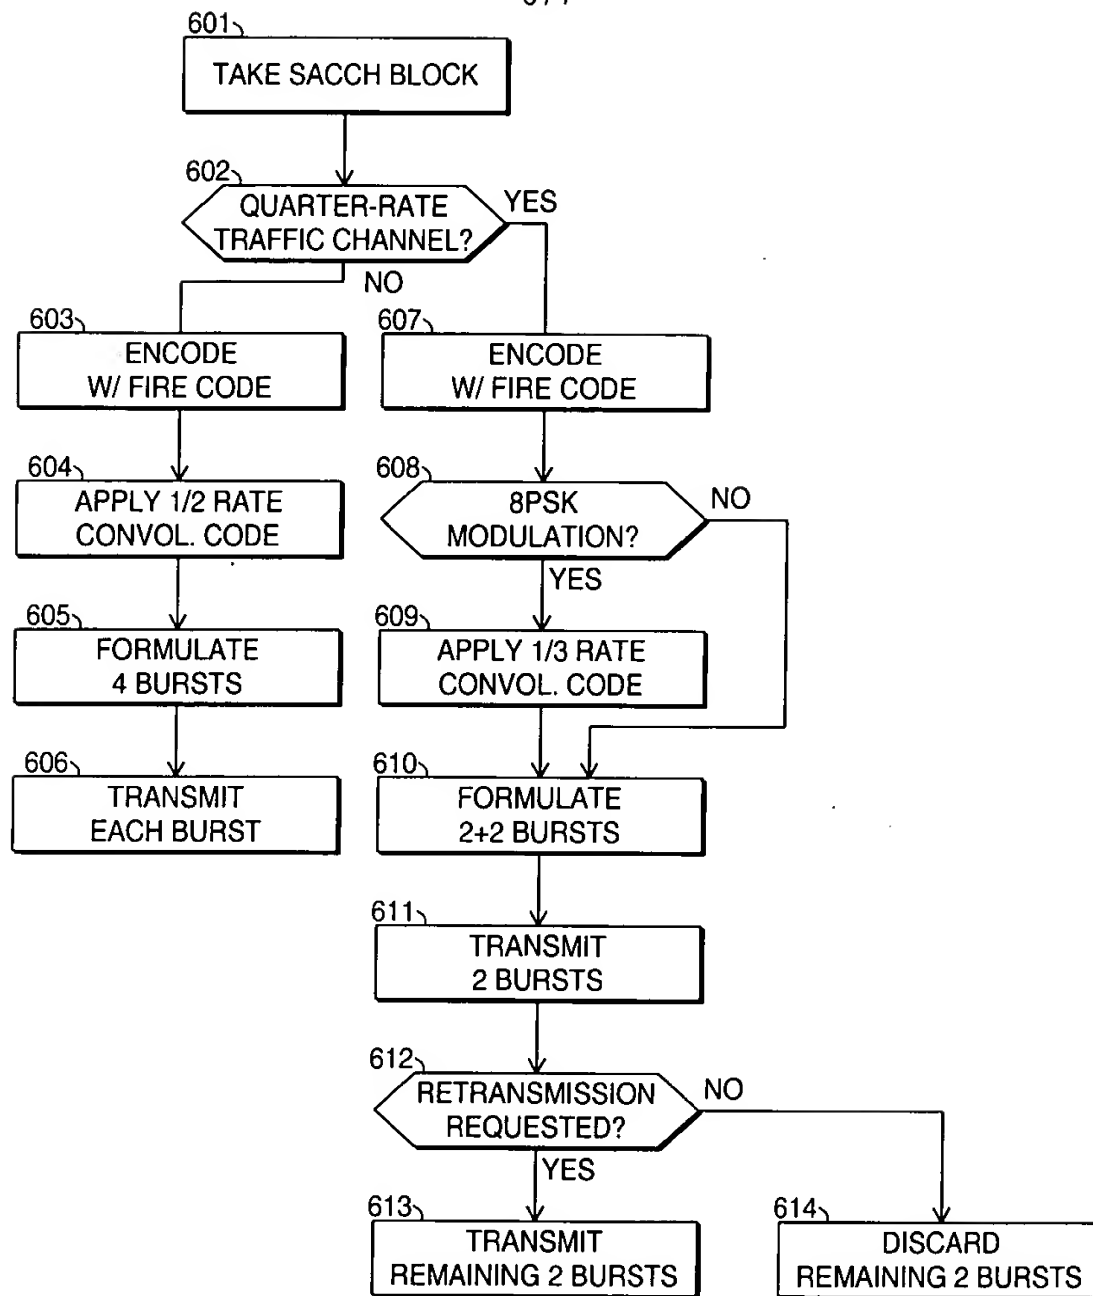 601
TAKE SACCH BLOCK
602
QUARTER-RATE
TRAFFIC CHANNEL?
YES
NO
603
ENCODE
W/ FIRE CODE
607
ENCODE
W/ FIRE CODE
604
APPLY 1/2 RATE
CONVOL. CODE
608
8PSK
MODULATION?
NO
YES
605
FORMULATE
4 BURSTS
609
APPLY 1/3 RATE
CONVOL. CODE
606
TRANSMIT
EACH BURST
610
FORMULATE
2+2 BURSTS
611
TRANSMIT
2 BURSTS
612
RETRANSMISSION
REQUESTED?
NO
YES
613
TRANSMIT
REMAINING 2 BURSTS
614
DISCARD
REMAINING 2 BURSTS